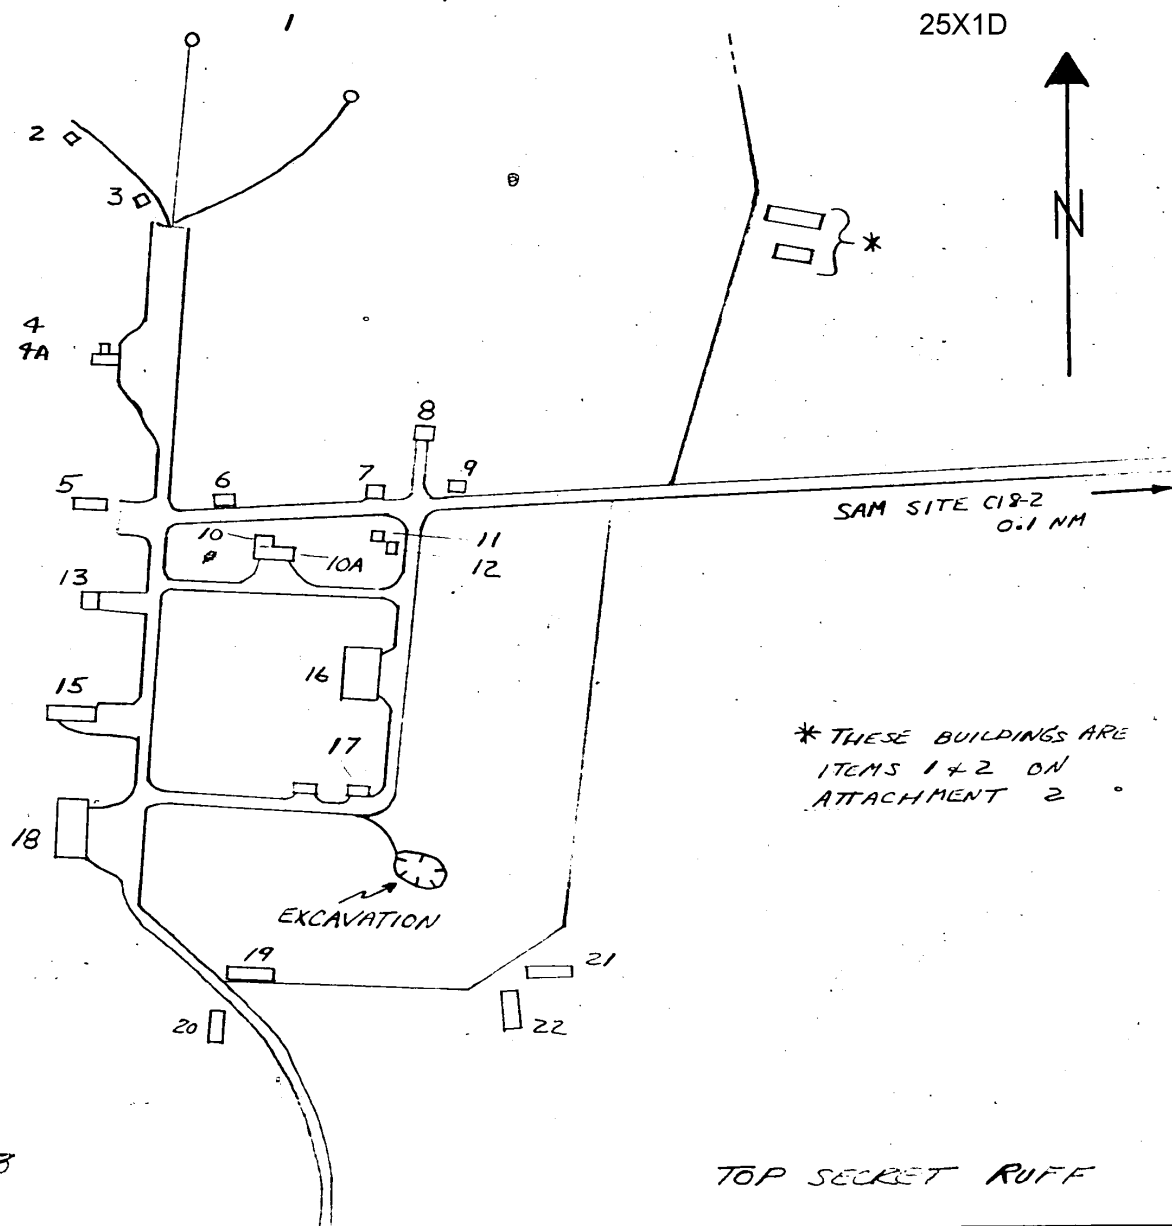 25X1D
1
2
3
N
*
4
4A
8
5
6
7
9
SAM SITE C18-2
0.1 NM
10
10A
11
12
13
16
15
17
* THESE BUILDINGS ARE
ITEMS 1 & 2 ON
ATTACHMENT 2
18
EXCAVATION
19
21
20
22
TOP SECRET RUFF